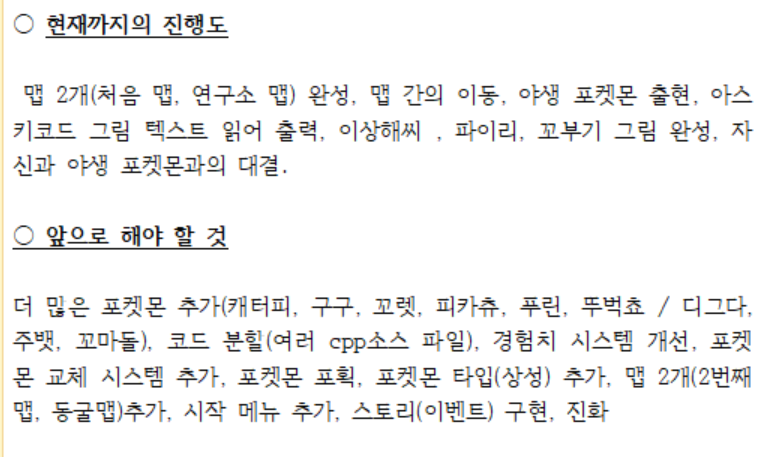 ○ 현재까지의 진행도
맵 2개(처음 맵, 연구소 맵) 완성, 맵 간의 이동, 야생 포켓몬 출현, 아스
키코드 그림 텍스트 읽어 출력, 이상해씨 , 파이리, 꼬부기 그림 완성, 자
신과 야생 포켓몬과의 대결.
○ 앞으로 해야 할 것
더 많은 포켓몬 추가(캐터피, 구구, 꼬렛, 피카츄, 푸린, 뚜벅쵸 / 디그다,
주뱃, 꼬마돌), 코드 분할(여러 cpp소스 파일), 경험치 시스템 개선, 포켓
몬 교체 시스템 추가, 포켓몬 포획, 포켓몬 타입(상성) 추가, 맵 2개(2번째
맵, 동굴맵)추가, 시작 메뉴 추가, 스토리(이벤트) 구현, 진화